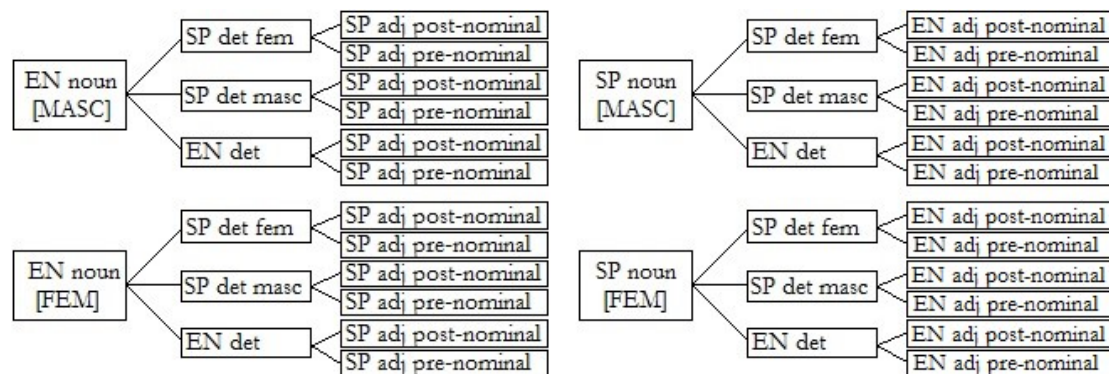 EN noun
[MASC]
SP det fem
SP adj post-nominal
SP adj pre-nominal
SP det masc
SP adj post-nominal
SP adj pre-nominal
EN det
SP adj post-nominal
SP adj pre-nominal
SP noun
[MASC]
SP det fem
EN adj post-nominal
EN adj pre-nominal
SP det masc
EN adj post-nominal
EN adj pre-nominal
EN det
EN adj post-nominal
EN adj pre-nominal
EN noun
[FEM]
SP det fem
SP adj post-nominal
SP adj pre-nominal
SP det masc
SP adj post-nominal
SP adj pre-nominal
EN det
SP adj post-nominal
SP adj pre-nominal
SP noun
[FEM]
SP det fem
EN adj post-nominal
EN adj pre-nominal
SP det masc
EN adj post-nominal
EN adj pre-nominal
EN det
EN adj post-nominal
EN adj pre-nominal